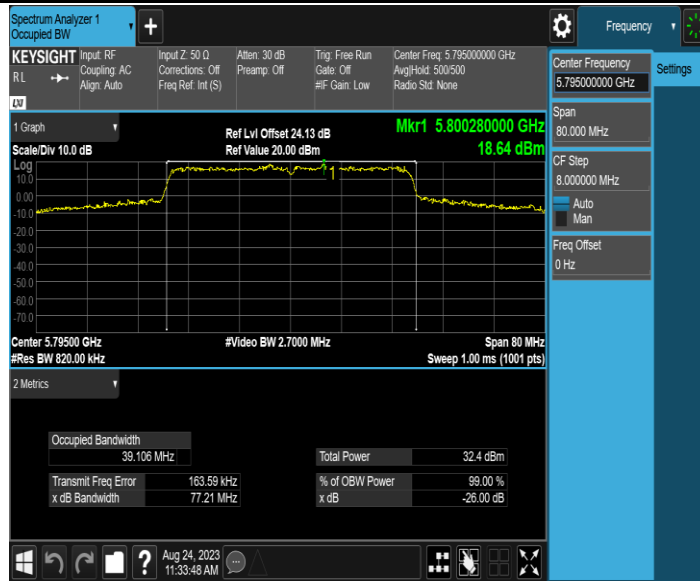 Spectrum Analyzer 1
Occupied BW
+
Frequency
KEYSIGHT
RL
LXI
Input: RF
Coupling: AC
Align: Auto
Input Z: 50 Ω
Corrections: Off
Freq Ref: Int (S)
Atten: 30 dB
Preamp: Off
Trig: Free Run
Gate: Off
#IF Gain: Low
Center Freq: 5.795000000 GHz
Avg|Hold: 500/500
Radio Std: None
Center Frequency
5.795000000 GHz
Settings
Span
80.000 MHz
CF Step
8.000000 MHz
Auto
Man
Freq Offset
0 Hz
1 Graph
Scale/Div 10.0 dB
Ref Lvl Offset 24.13 dB
Ref Value 20.00 dBm
Mkr1 5.800280000 GHz
18.64 dBm
Log
10.0
0.00
-10.0
-20.0
-30.0
-40.0
-50.0
-60.0
-70.0
1
Center 5.79500 GHz
#Res BW 820.00 kHz
#Video BW 2.7000 MHz
Span 80 MHz
Sweep 1.00 ms (1001 pts)
2 Metrics
Occupied Bandwidth
39.106 MHz
Total Power 32.4 dBm
Transmit Freq Error 163.59 kHz
% of OBW Power 99.00 %
x dB Bandwidth 77.21 MHz
x dB -26.00 dB
?
Aug 24, 2023
11:33:48 AM